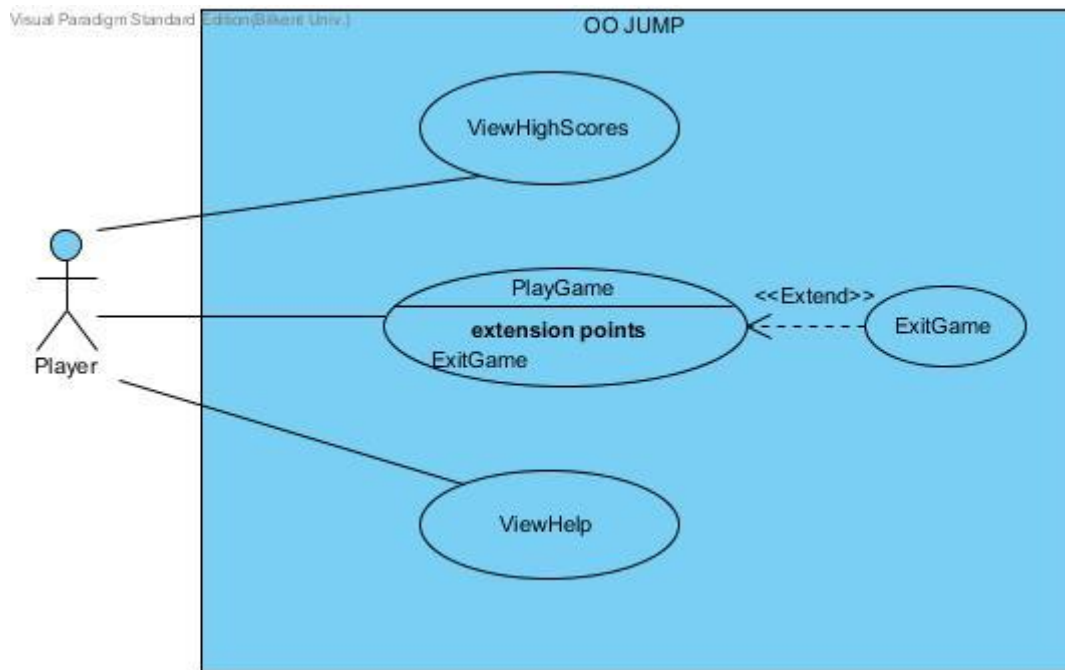 Visual Paradigm Standard Edition(Bilkent Univ.)
OO JUMP
ViewHighScores
PlayGame
<<Extend>>
extension points
ExitGame
ExitGame
Player
ViewHelp